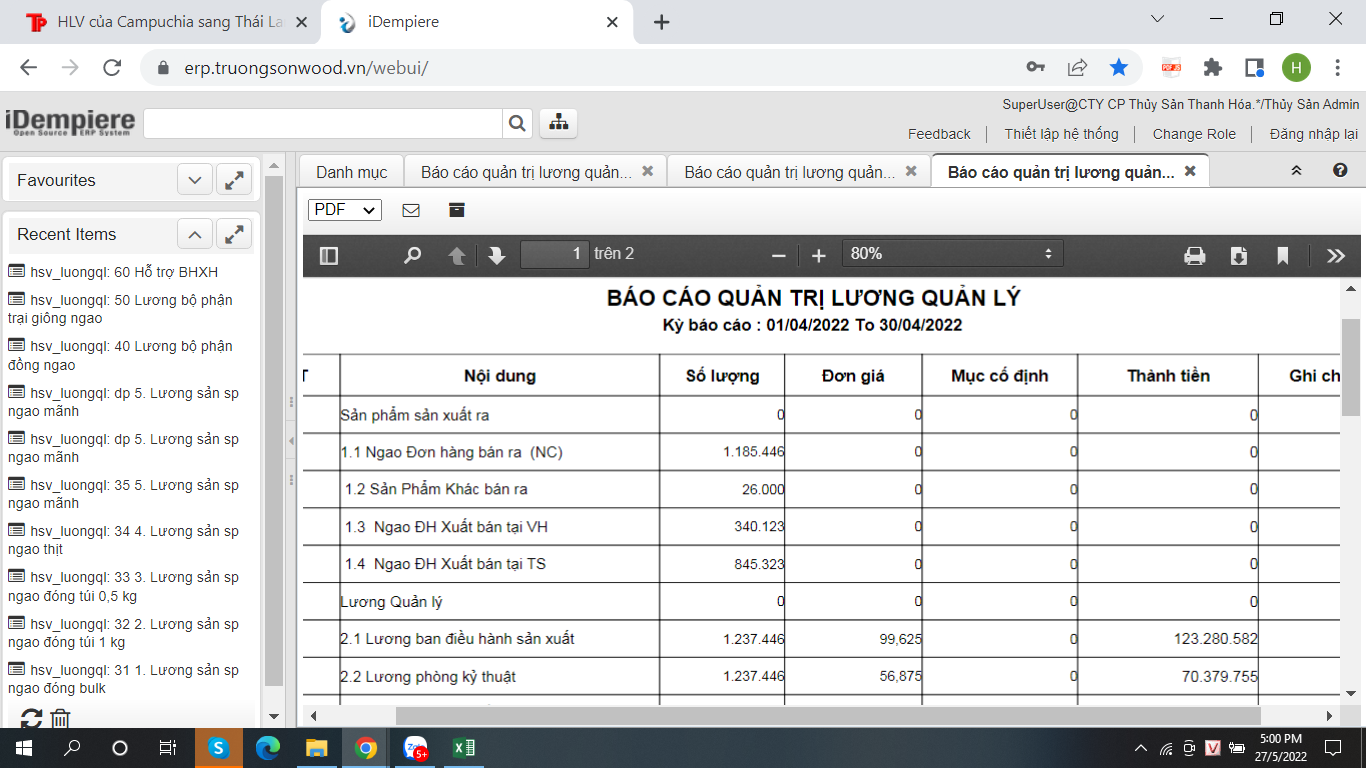 HLV của Campuchia sang Thái La
iDempiere
erp.truongsonwood.vn/webui/
PDF JS
H
iDempiere
Open Source ERP System
SuperUser@CTY CP Thủy Sản Thanh Hóa.*/Thủy Sản Admin
Feedback
Thiết lập hệ thống
Change Role
Đăng nhập lại
Favourites
Recent Items
hsv_luongql: 60 Hỗ trợ BHXH
hsv_luongql: 50 Lương bộ phận
trại giông ngao
hsv_luongql: 40 Lương bộ phận
đồng ngao
hsv_luongql: dp 5. Lương sản sp
ngao mãnh
hsv_luongql: dp 5. Lương sản sp
ngao mãnh
hsv_luongql: 35 5. Lương sản sp
ngao mãnh
hsv_luongql: 34 4. Lương sản sp
ngao thịt
hsv_luongql: 33 3. Lương sản sp
ngao đóng túi 0,5 kg
hsv_luongql: 32 2. Lương sản sp
ngao đóng túi 1 kg
hsv_luongql: 31 1. Lương sản sp
ngao đóng bulk
Danh mục
Báo cáo quản trị lương quản...
Báo cáo quản trị lương quản...
Báo cáo quản trị lương quản...
PDF
1 trên 2
80%
BÁO CÁO QUẢN TRỊ LƯƠNG QUẢN LÝ
Kỳ báo cáo : 01/04/2022 To 30/04/2022
T Nội dung Số lượng Đơn giá Mục cố định Thành tiền Ghi ch
Sản phẩm sản xuất ra 0 0 0 0
1.1 Ngao Đơn hàng bán ra (NC) 1.185.446 0 0 0
1.2 Sản Phẩm Khác bán ra 26.000 0 0 0
1.3 Ngao ĐH Xuất bán tại VH 340.123 0 0 0
1.4 Ngao ĐH Xuất bán tại TS 845.323 0 0 0
Lương Quản lý 0 0 0 0
2.1 Lương ban điều hành sản xuất 1.237.446 99,625 0 123.280.582
2.2 Lương phòng kỷ thuật 1.237.446 56,875 0 70.379.755
S
Zalo
5+
V
5:00 PM
27/5/2022